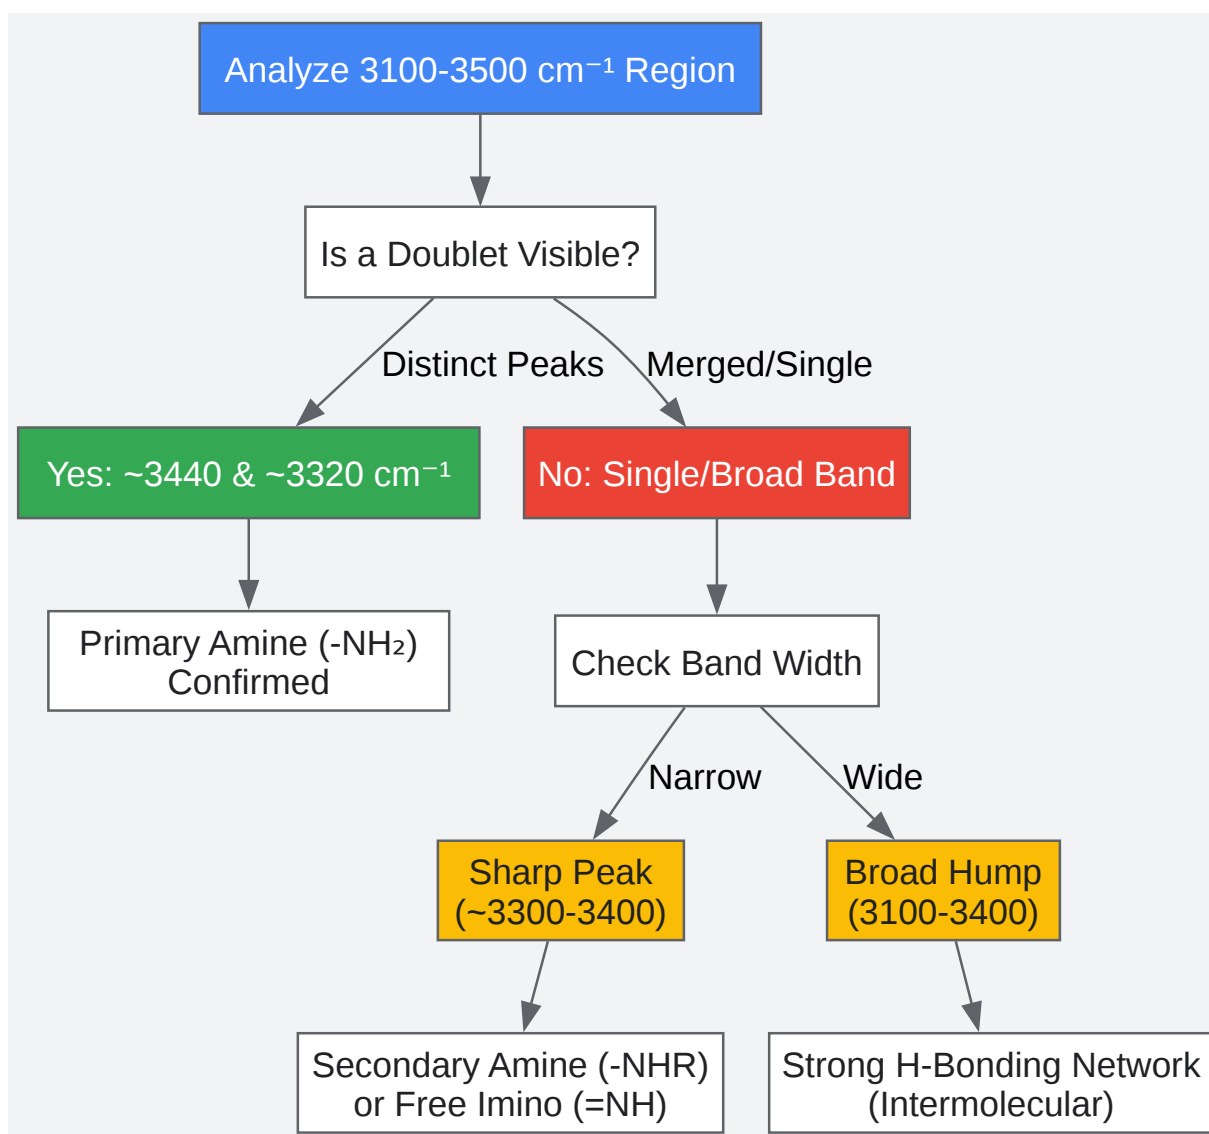 Analyze 3100-3500 cm⁻¹ Region
Is a Doublet Visible?
Distinct Peaks
Merged/Single
Yes: ~3440 & ~3320 cm⁻¹
No: Single/Broad Band
Primary Amine (-NH₂)
Confirmed
Check Band Width
Narrow
Wide
Sharp Peak
(~3300-3400)
Broad Hump
(3100-3400)
Secondary Amine (-NHR)
or Free Imino (=NH)
Strong H-Bonding Network
(Intermolecular)